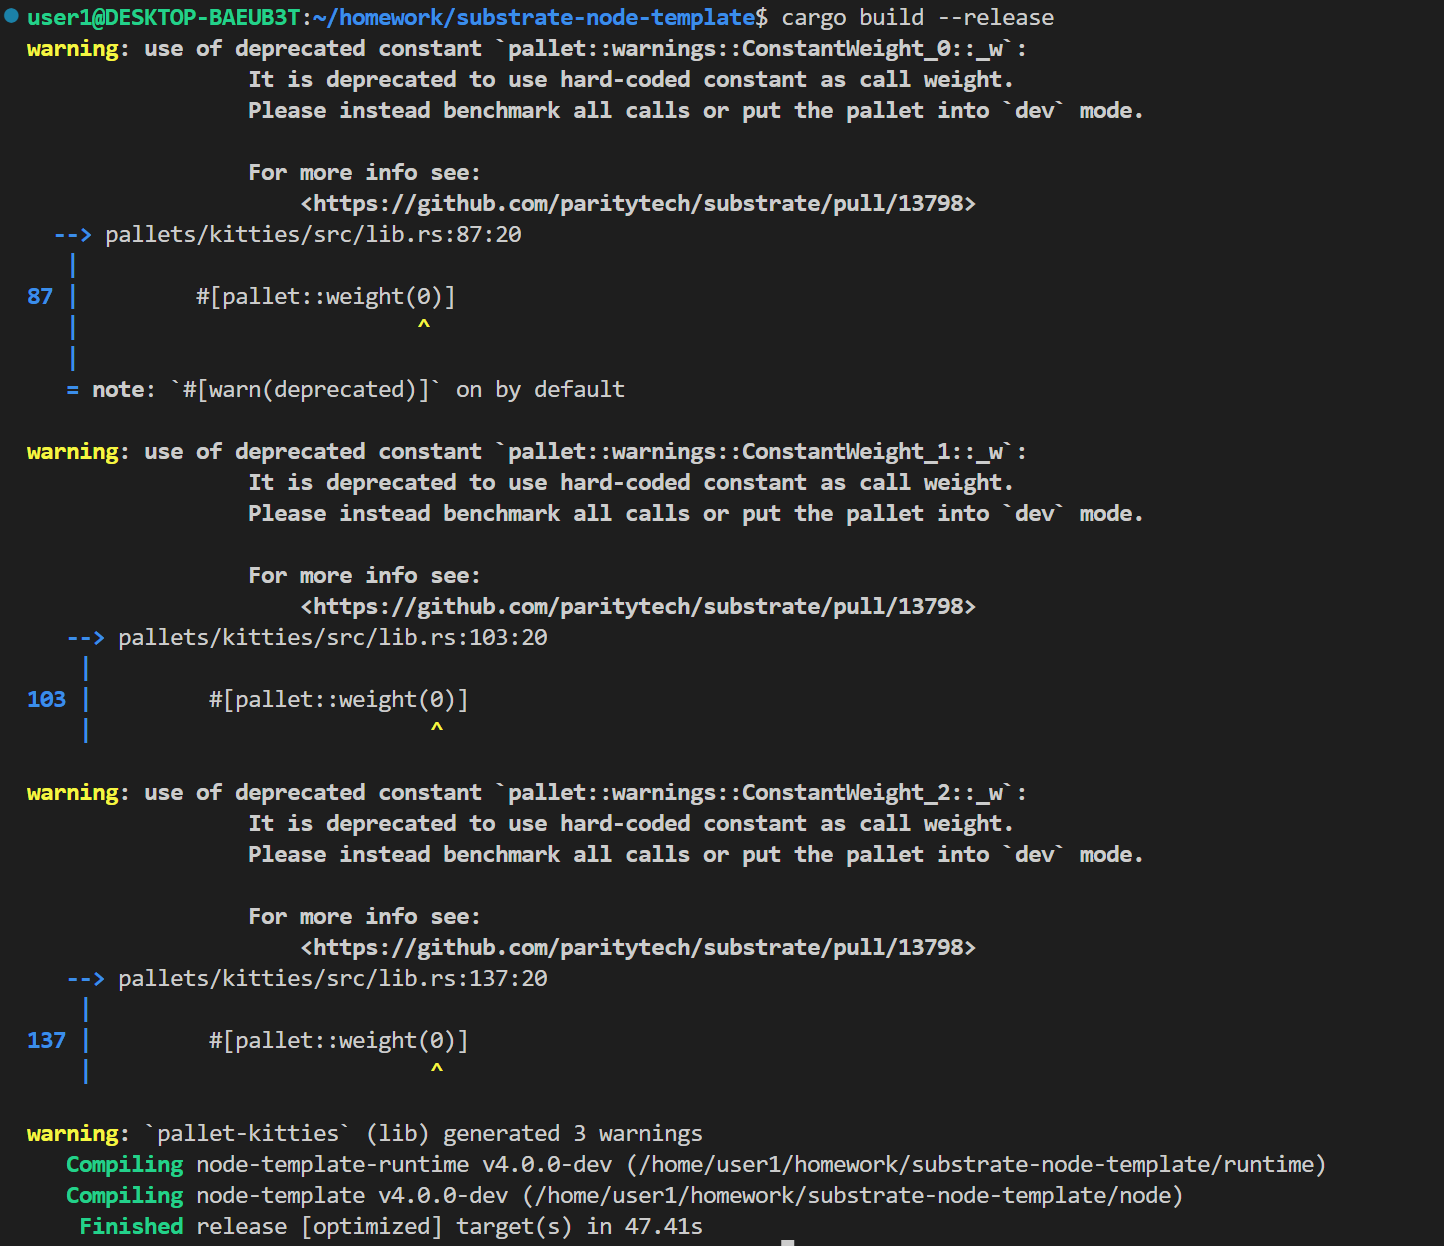 user1@DESKTOP-BAEUB3T:~/homework/substrate-node-template$ cargo build --release
warning: use of deprecated constant `pallet::warnings::ConstantWeight_0::_w`:
                 It is deprecated to use hard-coded constant as call weight.
                 Please instead benchmark all calls or put the pallet into `dev` mode.

                 For more info see:
                     <https://github.com/paritytech/substrate/pull/13798>
  --> pallets/kitties/src/lib.rs:87:20
   |
87 |         #[pallet::weight(0)]
   |                          ^
   |
   = note: `#[warn(deprecated)]` on by default

warning: use of deprecated constant `pallet::warnings::ConstantWeight_1::_w`:
                 It is deprecated to use hard-coded constant as call weight.
                 Please instead benchmark all calls or put the pallet into `dev` mode.

                 For more info see:
                     <https://github.com/paritytech/substrate/pull/13798>
   --> pallets/kitties/src/lib.rs:103:20
    |
103 |         #[pallet::weight(0)]
    |                          ^

warning: use of deprecated constant `pallet::warnings::ConstantWeight_2::_w`:
                 It is deprecated to use hard-coded constant as call weight.
                 Please instead benchmark all calls or put the pallet into `dev` mode.

                 For more info see:
                     <https://github.com/paritytech/substrate/pull/13798>
   --> pallets/kitties/src/lib.rs:137:20
    |
137 |         #[pallet::weight(0)]
    |                          ^

warning: `pallet-kitties` (lib) generated 3 warnings
   Compiling node-template-runtime v4.0.0-dev (/home/user1/homework/substrate-node-template/runtime)
   Compiling node-template v4.0.0-dev (/home/user1/homework/substrate-node-template/node)
    Finished release [optimized] target(s) in 47.41s